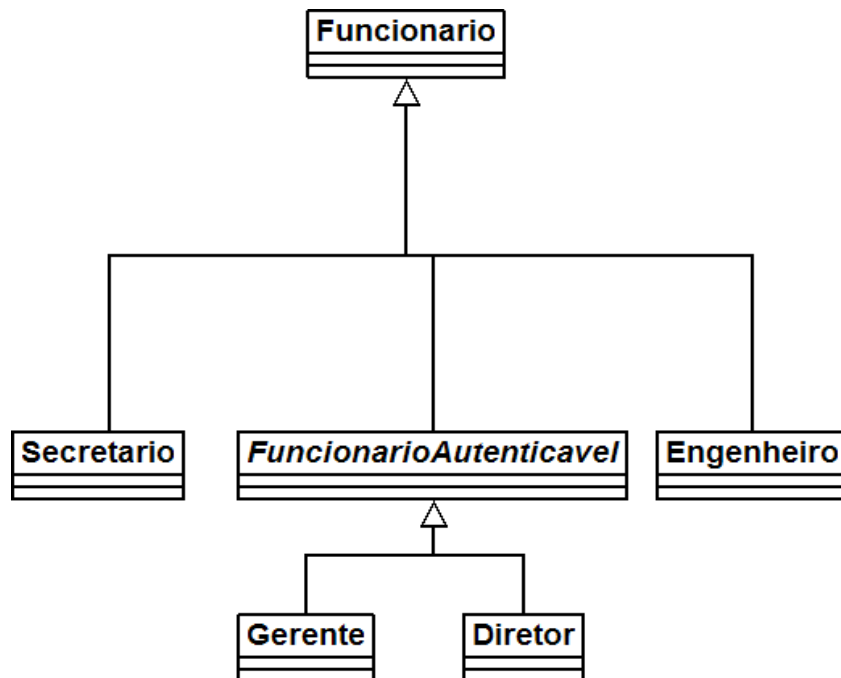 Funcionario
Secretario
FuncionarioAutenticavel
Engenheiro
Gerente
Diretor